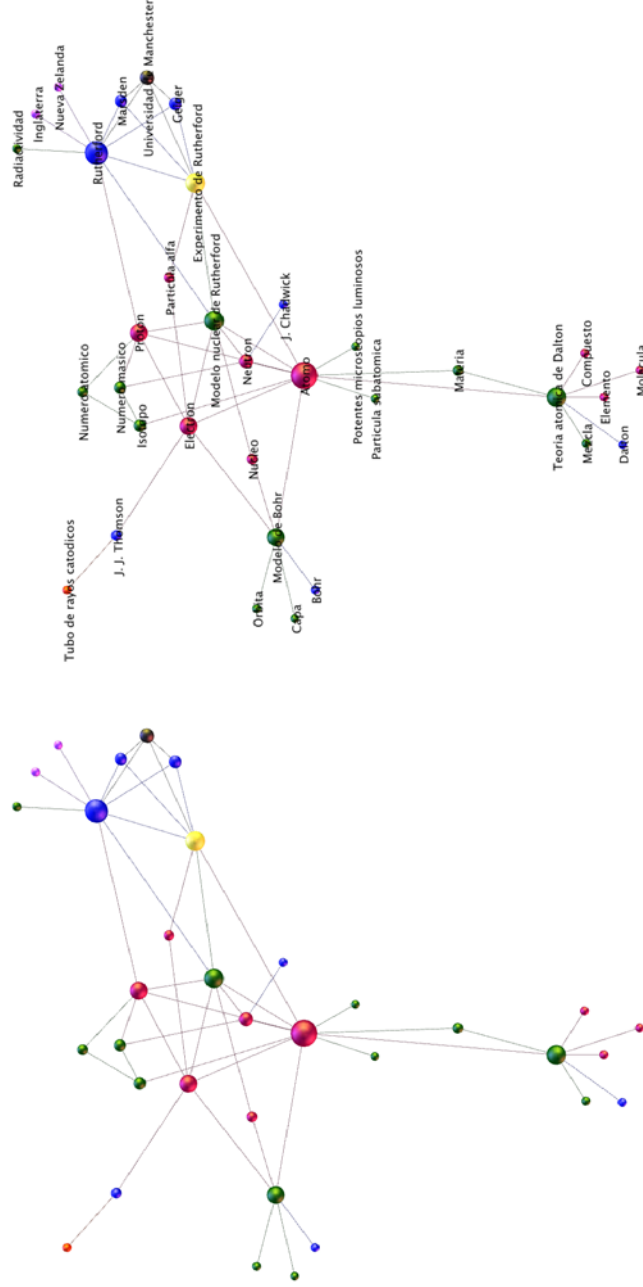 Radiactividad
Inglaterra
Nueva Zelanda
Tubo de rayos catodicos
Numero atomico
Rutherford
J. J. Thomson
Numero masico
Marsden
Isotopo
Proton
Universidad de Manchester
Particula alfa
Geiger
Electron
Experimento de Rutherford
Modelo nuclear de Rutherford
Neutron
Nucleo
Orbita
Modelo de Bohr
J. Chadwick
Capa
Atomo
Bohr
Potentes microscopios luminosos
Particula subatomica
Materia
Teoria atomica de Dalton
Mezcla
Compuesto
Elemento
Dalton
Molecula